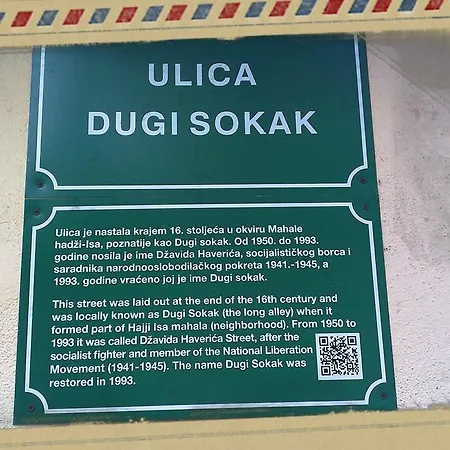 ULICA
DUGI SOKAK
Ulica je nastala krajem 16. stoljeća u okviru Mahale
hadži-Isa, poznatije kao Dugi sokak. Od 1950. do 1993.
godine nosila je ime Džavida Haverića, socijalističkog borca i
saradnika narodnooslobodilačkog pokreta 1941.-1945, a
1993. godine vraćeno joj je ime Dugi sokak.
This street was laid out at the end of the 16th century and
was locally known as Dugi Sokak (the long alley) when it
formed part of Hajji Isa mahala (neighborhood). From 1950 to
1993 it was called Džavida Haverića Street, after the
socialist fighter and member of the National Liberation
Movement (1941-1945). The name Dugi Sokak was
restored in 1993.